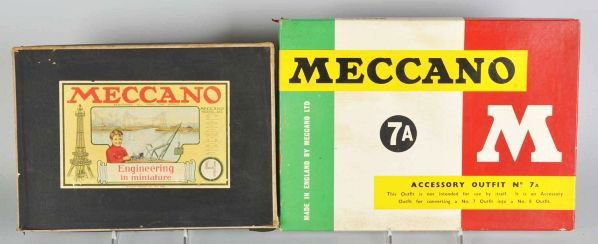 MECCANO
Engineering
in miniature
4
MECCANO
7A
M
MADE IN ENGLAND BY MECCANO LTD
ACCESSORY OUTFIT Nº 7A
This Outfit is not intended for use by itself. It is an Accessory
Outfit for converting a No. 7 Outfit into a No. 8 Outfit.